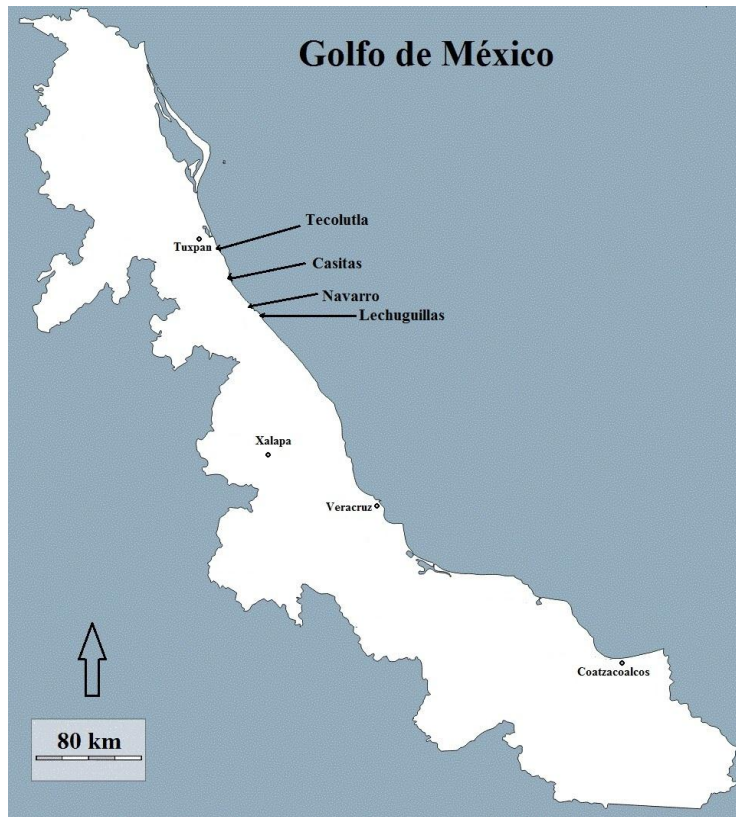 Golfo de México
Tecolutla
Tuxpan
Casitas
Navarro
Lechuguillas
Xalapa
Veracruz
Coatzacoalcos
80 km